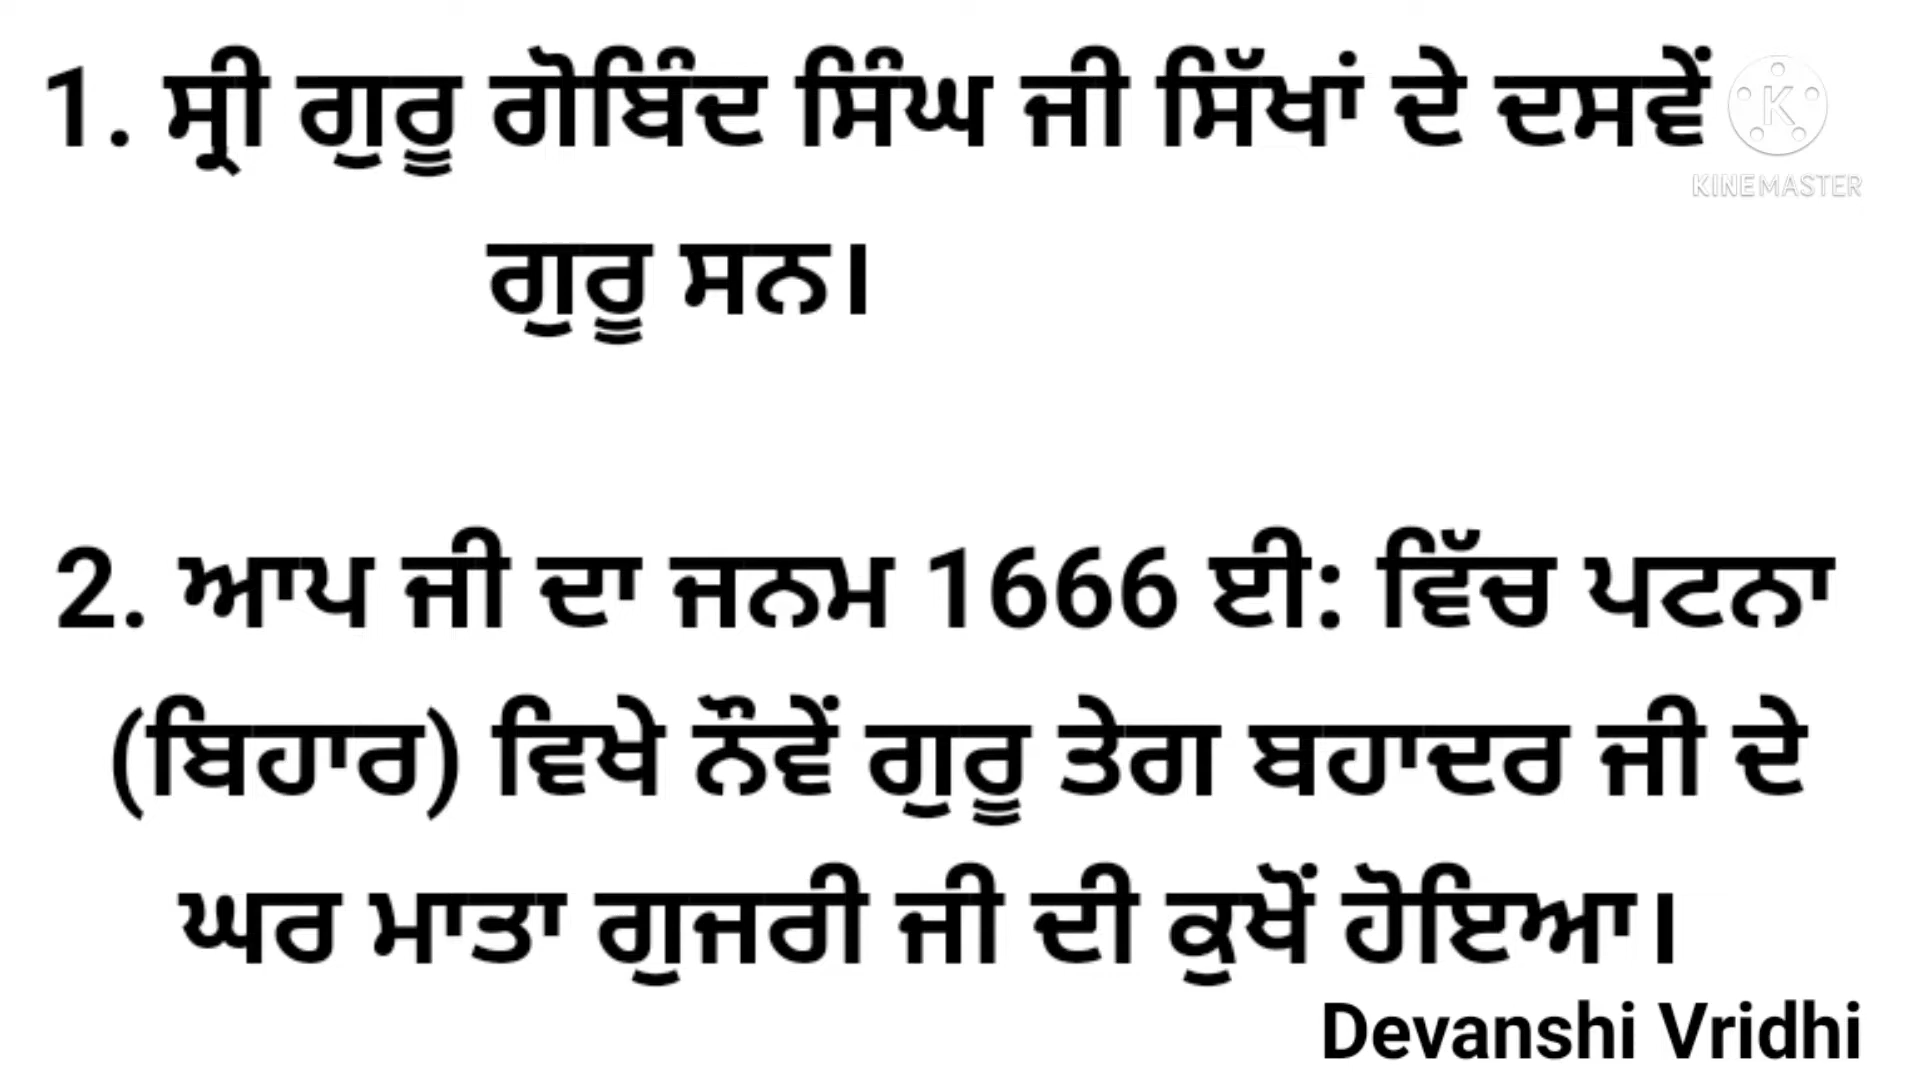 1. ਸ੍ਰੀ ਗੁਰੂ ਗੋਬਿੰਦ ਸਿੰਘ ਜੀ ਸਿੱਖਾਂ ਦੇ ਦਸਵੇਂ
K
KINEMASTER
ਗੁਰੂ ਸਨ।
2. ਆਪ ਜੀ ਦਾ ਜਨਮ 1666 ਈ: ਵਿੱਚ ਪਟਨਾ
(ਬਿਹਾਰ) ਵਿਖੇ ਨੌਵੇਂ ਗੁਰੂ ਤੇਗ ਬਹਾਦਰ ਜੀ ਦੇ
ਘਰ ਮਾਤਾ ਗੁਜਰੀ ਜੀ ਦੀ ਕੁਖੋਂ ਹੋਇਆ।
Devanshi Vridhi